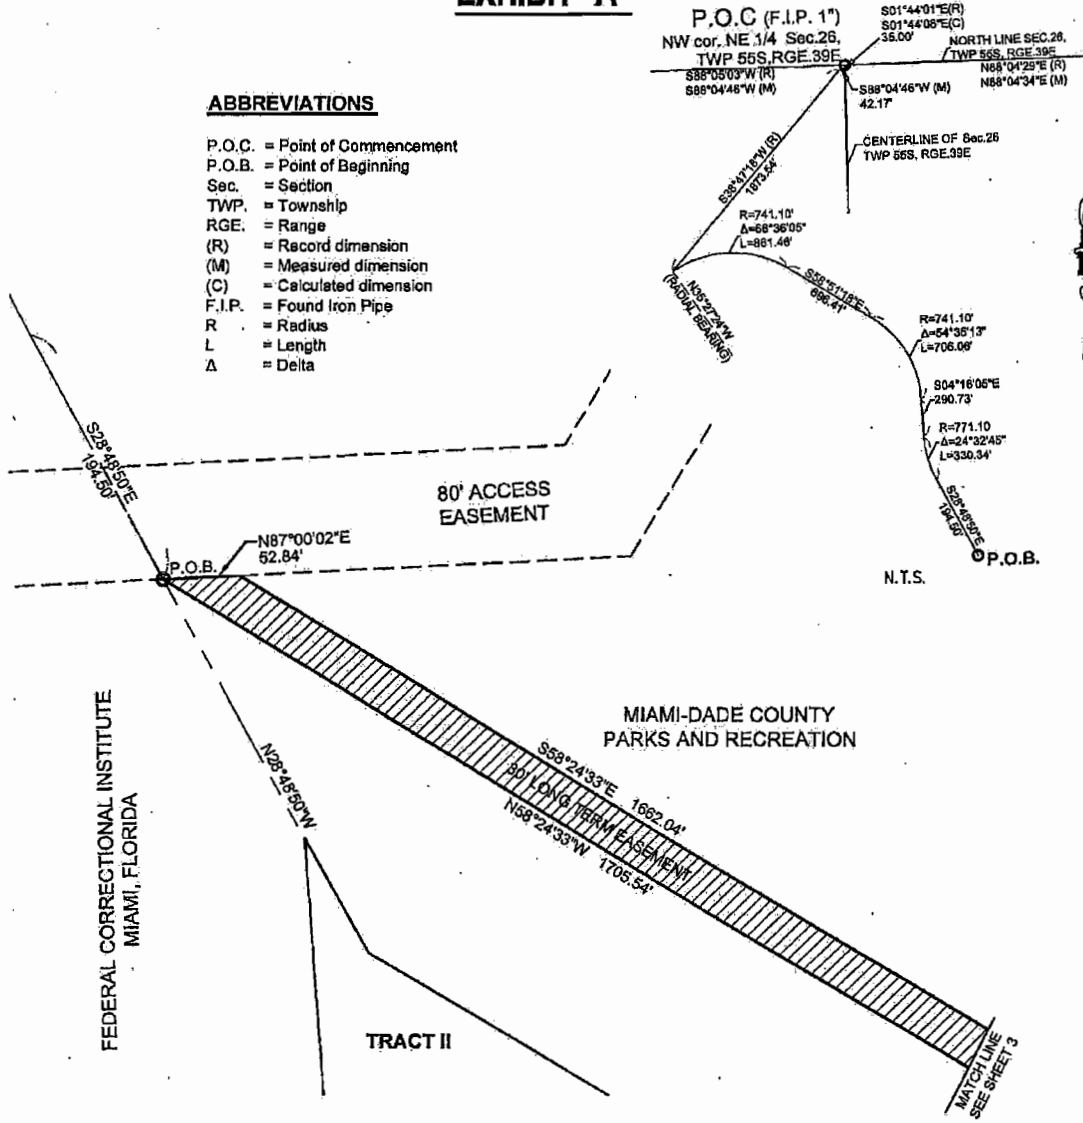 EXHIBIT "A"
P.O.C (F.I.P. 1")
NW cor. NE 1/4 Sec.26,
TWP 55S, RGE.39E
S88°05'03"W (R)
S88°04'46"W (M)
S01°44'01"E(R)
S01°44'08"E(C)
35.00'
NORTH LINE SEC.26,
TWP 55S, RGE.39E
N88°04'29"E (R)
N88°04'34"E (M)
S88°04'46"W (M)
42.17'
CENTERLINE OF Sec.26
TWP 55S, RGE.39E
ABBREVIATIONS
P.O.C. = Point of Commencement
P.O.B. = Point of Beginning
Sec. = Section
TWP. = Township
RGE. = Range
(R) = Record dimension
(M) = Measured dimension
(C) = Calculated dimension
F.I.P. = Found Iron Pipe
R = Radius
L = Length
Δ = Delta
S38°47'18"W (R)
1873.54'
R=741.10'
Δ=68°36'05"
L=881.46'
N35°27'24"W
(RADIAL BEARING)
S58°51'18"E
686.41'
R=741.10'
Δ=54°35'13"
L=706.06'
S04°16'05"E
290.73'
R=771.10
Δ=24°32'45"
L=330.34'
S28°48'50"E
194.50'
P.O.B.
N.T.S.
S28°48'50"E
194.50'
80' ACCESS
EASEMENT
N87°00'02"E
52.84'
P.O.B.
FEDERAL CORRECTIONAL INSTITUTE
MIAMI, FLORIDA
N28°48'50"W
MIAMI-DADE COUNTY
PARKS AND RECREATION
S58°24'33"E 1662.04'
80' LONG TERM EASEMENT
N58°24'33"W 1705.54'
TRACT II
MATCH LINE
SEE SHEET 3